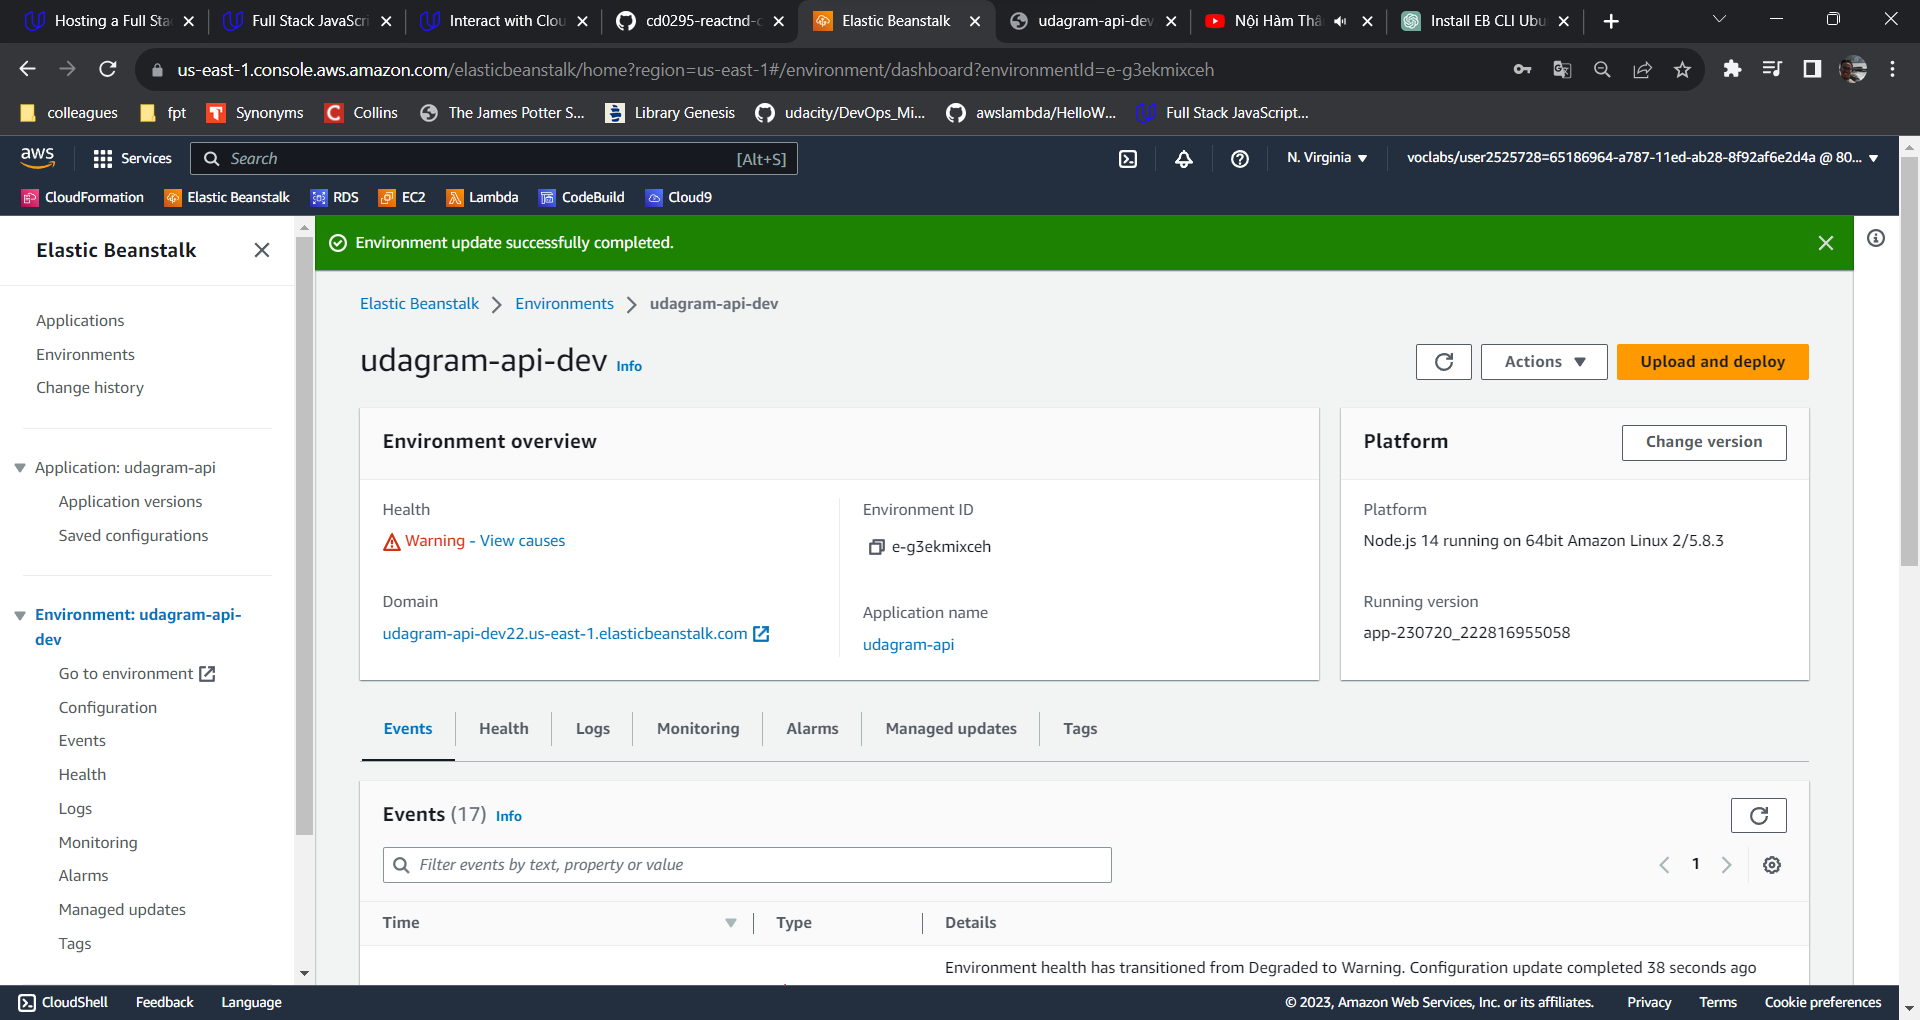 Hosting a Full Sta
Full Stack JavaScri
Interact with Clou
cd0295-reactnd-c
Elastic Beanstalk
udagram-api-dev
Nội Hàm Thâ
Install EB CLI Ubu
us-east-1.console.aws.amazon.com/elasticbeanstalk/home?region=us-east-1#/environment/dashboard?environmentId=e-g3ekmixceh
colleagues
fpt
Synonyms
Collins
The James Potter S...
Library Genesis
udacity/DevOps_Mi...
awslambda/HelloW...
Full Stack JavaScript...
aws
Services
Search
[Alt+S]
N. Virginia
voclabs/user2525728=65186964-a787-11ed-ab28-8f92af6e2d4a @ 80...
CloudFormation
Elastic Beanstalk
RDS
EC2
Lambda
CodeBuild
Cloud9
Elastic Beanstalk
Applications
Environments
Change history
Application: udagram-api
Application versions
Saved configurations
Environment: udagram-api-
dev
Go to environment
Configuration
Events
Health
Logs
Monitoring
Alarms
Managed updates
Tags
Environment update successfully completed.
Elastic Beanstalk
Environments
udagram-api-dev
udagram-api-dev Info
Actions
Upload and deploy
Environment overview
Health
Warning - View causes
Domain
udagram-api-dev22.us-east-1.elasticbeanstalk.com
Environment ID
e-g3ekmixceh
Application name
udagram-api
Platform
Change version
Platform
Node.js 14 running on 64bit Amazon Linux 2/5.8.3
Running version
app-230720_222816955058
Events
Health
Logs
Monitoring
Alarms
Managed updates
Tags
Events (17) Info
Filter events by text, property or value
1
Time
Type
Details
Environment health has transitioned from Degraded to Warning. Configuration update completed 38 seconds ago
CloudShell
Feedback
Language
© 2023, Amazon Web Services, Inc. or its affiliates.
Privacy
Terms
Cookie preferences